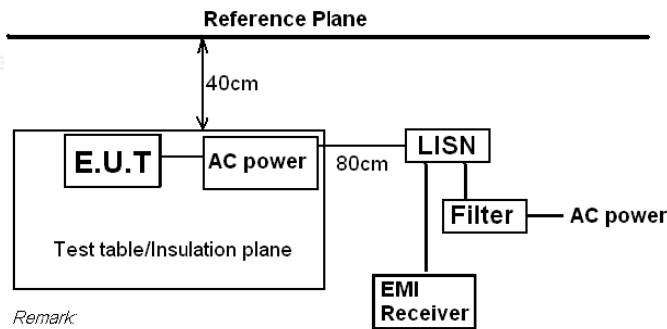 Reference Plane
40cm
E.U.T
AC power
80cm
LISN
Filter
AC power
Test table/Insulation plane
EMI
Receiver
Remark: